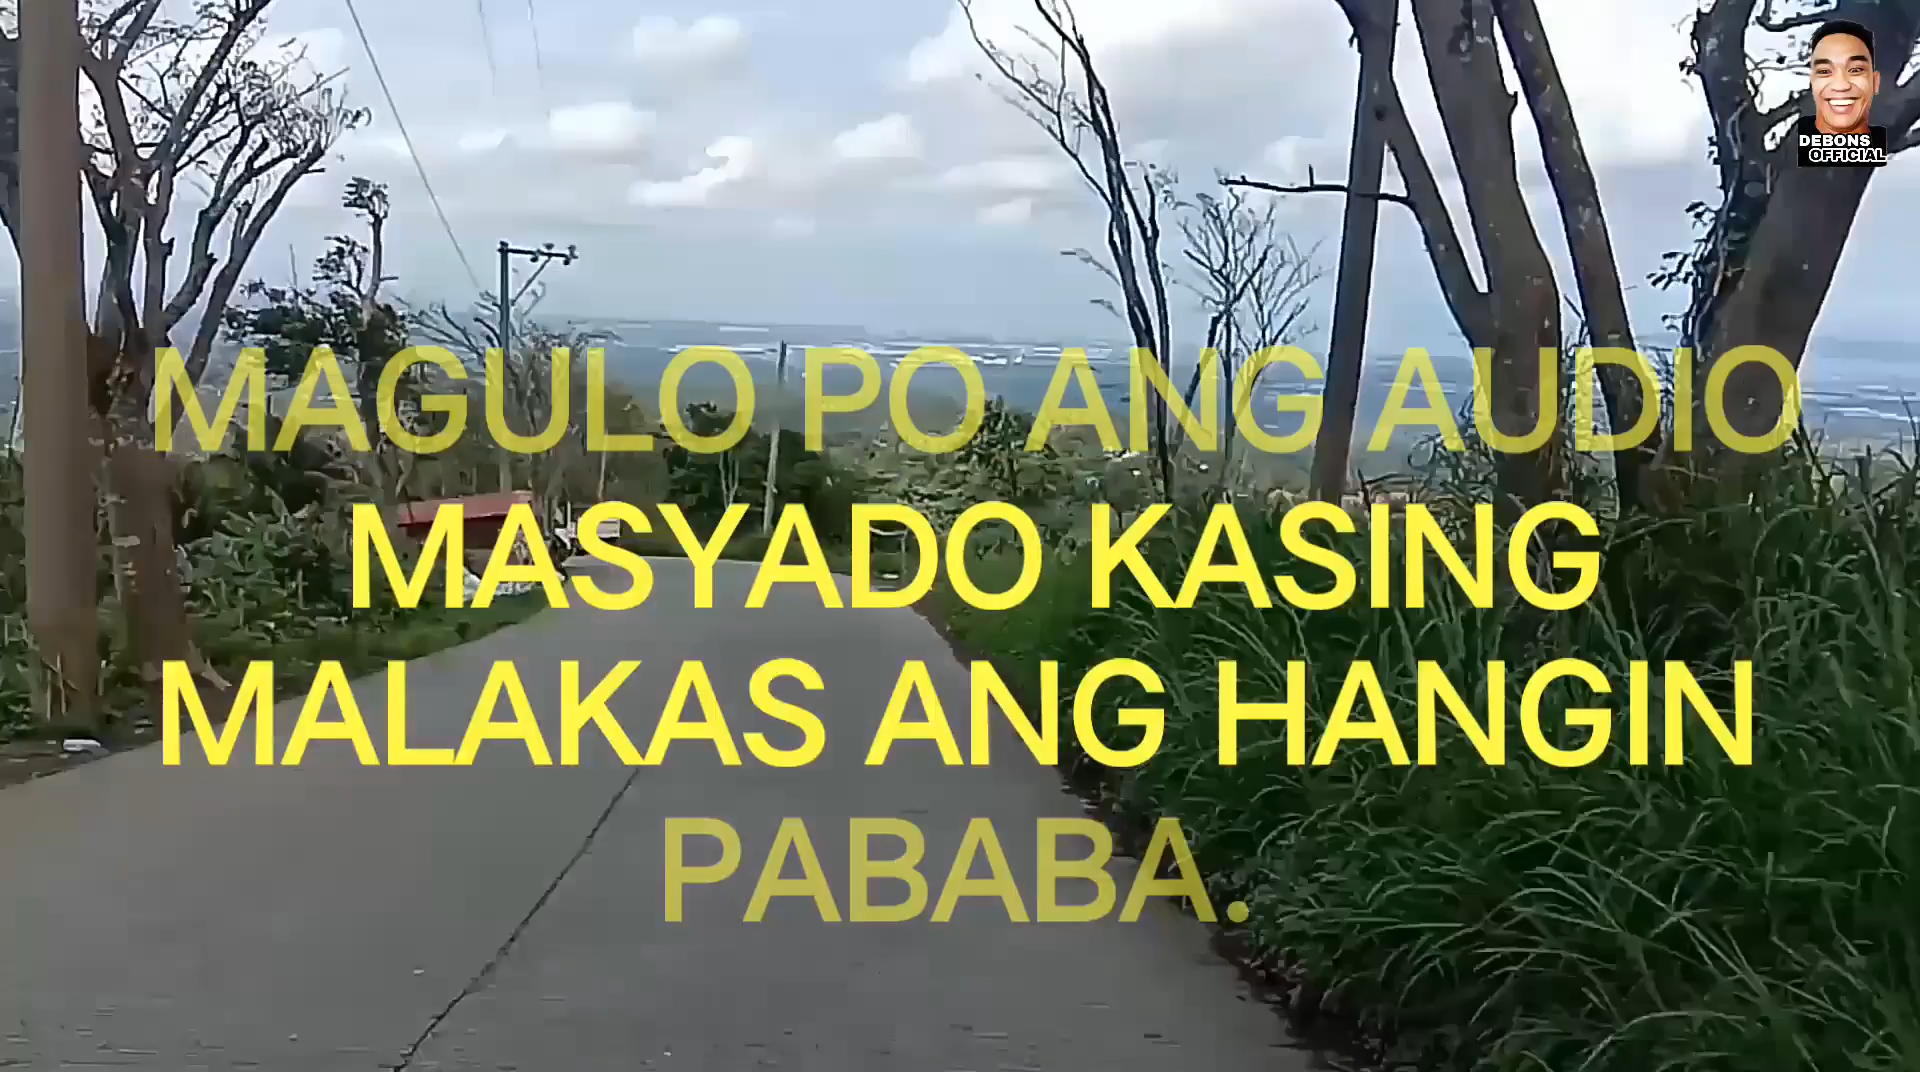 DEBONS
OFFICIAL
MAGULO PO ANG AUDIO
MASYADO KASING
MALAKAS ANG HANGIN
PABABA.